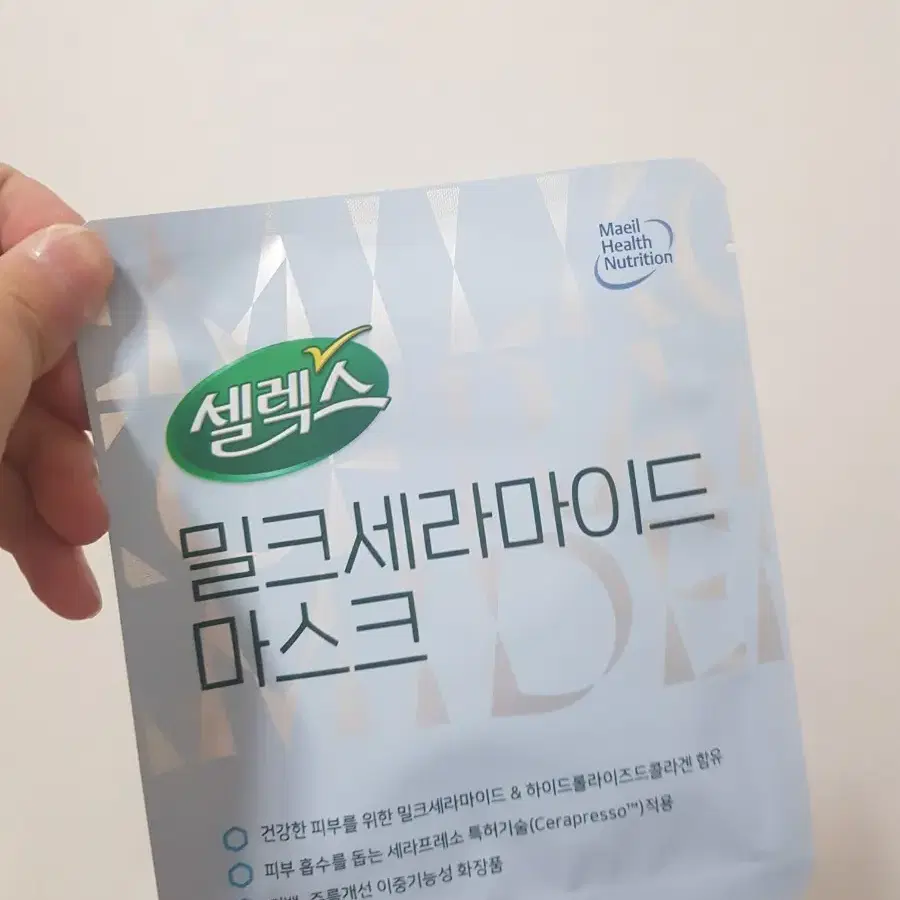 Maeil
Health
Nutrition
셀렉스
밀크세라마이드
마스크
건강한 피부를 위한 밀크세라마이드 & 하이드롤라이즈드콜라겐 함유
피부 흡수를 돕는 세라프레소 특허기술(Cerapresso™)적용
주름개선 이중기능성 화장품